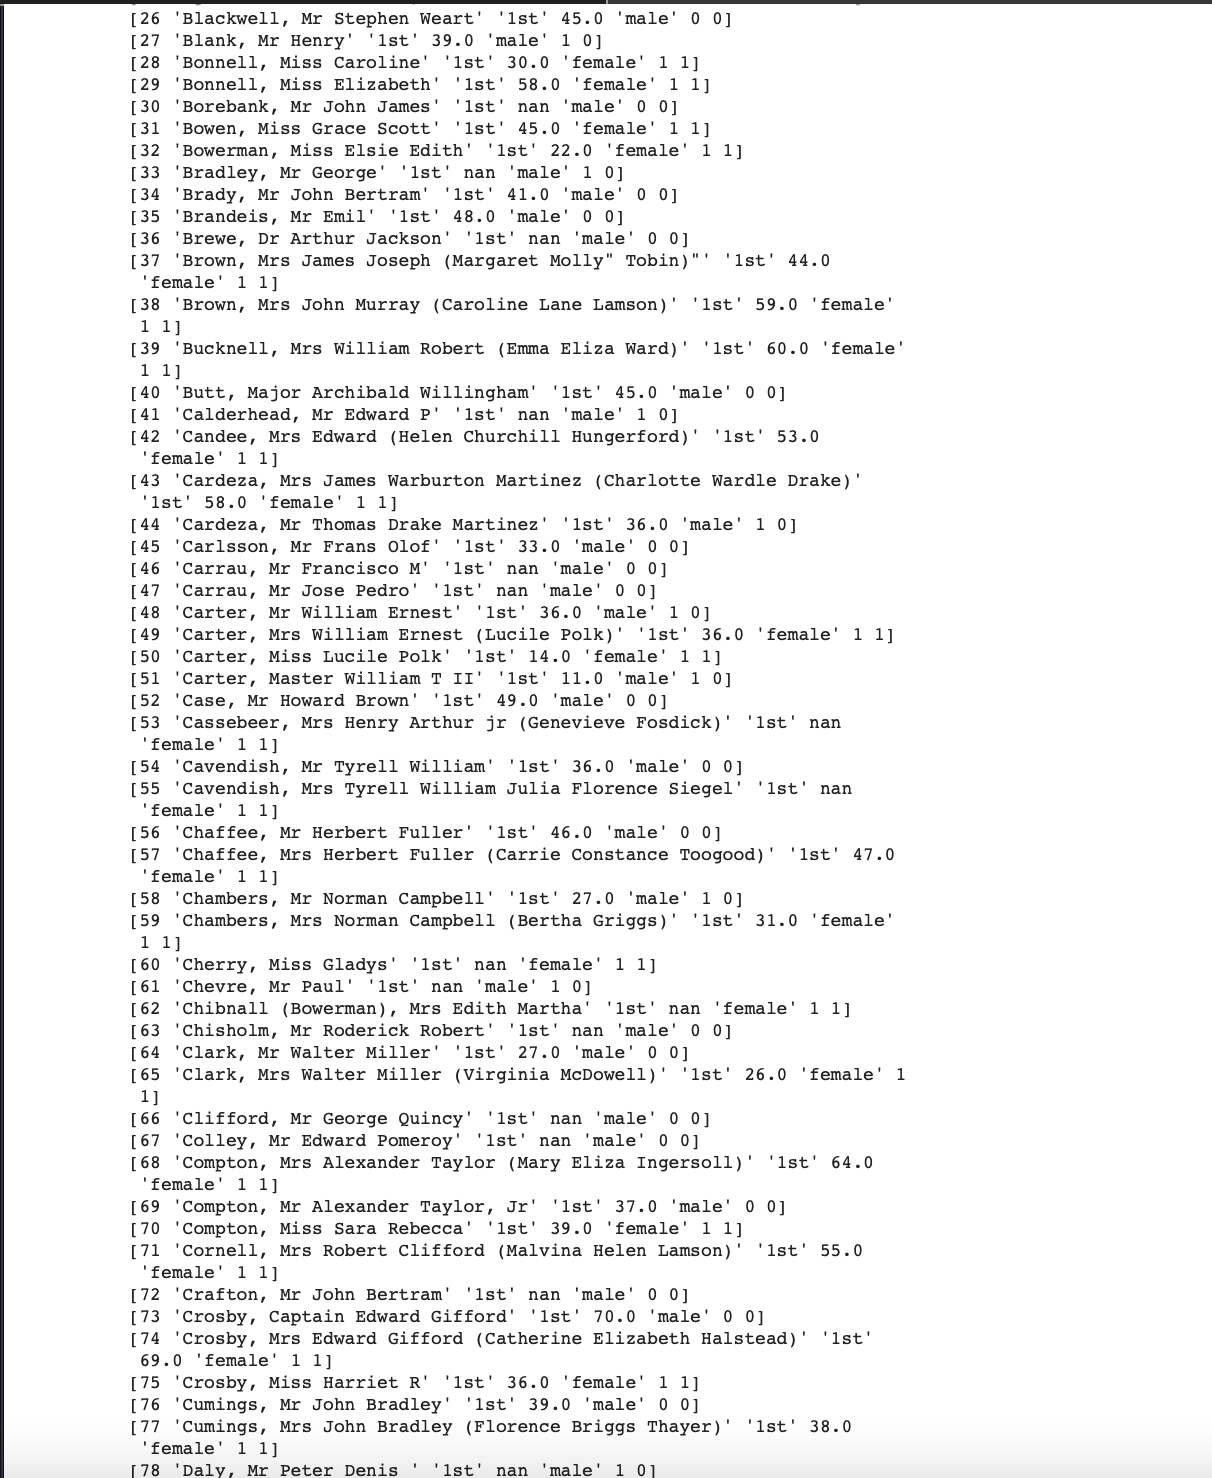 [26 'Blackwell, Mr Stephen Weart' '1st' 45.0 'male' 0 0]
[27 'Blank, Mr Henry' '1st' 39.0 'male' 1 0]
[28 'Bonnell, Miss Caroline' '1st' 30.0 'female' 1 1]
[29 'Bonnell, Miss Elizabeth' '1st' 58.0 'female' 1 1]
[30 'Borebank, Mr John James' '1st' nan 'male' 0 0]
[31 'Bowen, Miss Grace Scott' '1st' 45.0 'female' 1 1]
[32 'Bowerman, Miss Elsie Edith' '1st' 22.0 'female' 1 1]
[33 'Bradley, Mr George' '1st' nan 'male' 1 0]
[34 'Brady, Mr John Bertram' '1st' 41.0 'male' 0 0]
[35 'Brandeis, Mr Emil' '1st' 48.0 'male' 0 0]
[36 'Brewe, Dr Arthur Jackson' '1st' nan 'male' 0 0]
[37 'Brown, Mrs James Joseph (Margaret Molly" Tobin)"' '1st' 44.0
'female' 1 1]
[38 'Brown, Mrs John Murray (Caroline Lane Lamson)' '1st' 59.0 'female'
1 1]
[39 'Bucknell, Mrs William Robert (Emma Eliza Ward)' '1st' 60.0 'female'
1 1]
[40 'Butt, Major Archibald Willingham' '1st' 45.0 'male' 0 0]
[41 'Calderhead, Mr Edward P' '1st' nan 'male' 1 0]
[42 'Candee, Mrs Edward (Helen Churchill Hungerford)' '1st' 53.0
'female' 1 1]
[43 'Cardeza, Mrs James Warburton Martinez (Charlotte Wardle Drake)'
'1st' 58.0 'female' 1 1]
[44 'Cardeza, Mr Thomas Drake Martinez' '1st' 36.0 'male' 1 0]
[45 'Carlsson, Mr Frans Olof' '1st' 33.0 'male' 0 0]
[46 'Carrau, Mr Francisco M' '1st' nan 'male' 0 0]
[47 'Carrau, Mr Jose Pedro' '1st' nan 'male' 0 0]
[48 'Carter, Mr William Ernest' '1st' 36.0 'male' 1 0]
[49 'Carter, Mrs William Ernest (Lucile Polk)' '1st' 36.0 'female' 1 1]
[50 'Carter, Miss Lucile Polk' '1st' 14.0 'female' 1 1]
[51 'Carter, Master William T II' '1st' 11.0 'male' 1 0]
[52 'Case, Mr Howard Brown' '1st' 49.0 'male' 0 0]
[53 'Cassebeer, Mrs Henry Arthur jr (Genevieve Fosdick)' '1st' nan
'female' 1 1]
[54 'Cavendish, Mr Tyrell William' '1st' 36.0 'male' 0 0]
[55 'Cavendish, Mrs Tyrell William Julia Florence Siegel' '1st' nan
'female' 1 1]
[56 'Chaffee, Mr Herbert Fuller' '1st' 46.0 'male' 0 0]
[57 'Chaffee, Mrs Herbert Fuller (Carrie Constance Toogood)' '1st' 47.0
'female' 1 1]
[58 'Chambers, Mr Norman Campbell' '1st' 27.0 'male' 1 0]
[59 'Chambers, Mrs Norman Campbell (Bertha Griggs)' '1st' 31.0 'female'
1 1]
[60 'Cherry, Miss Gladys' '1st' nan 'female' 1 1]
[61 'Chevre, Mr Paul' '1st' nan 'male' 1 0]
[62 'Chibnall (Bowerman), Mrs Edith Martha' '1st' nan 'female' 1 1]
[63 'Chisholm, Mr Roderick Robert' '1st' nan 'male' 0 0]
[64 'Clark, Mr Walter Miller' '1st' 27.0 'male' 0 0]
[65 'Clark, Mrs Walter Miller (Virginia McDowell)' '1st' 26.0 'female' 1
1]
[66 'Clifford, Mr George Quincy' '1st' nan 'male' 0 0]
[67 'Colley, Mr Edward Pomeroy' '1st' nan 'male' 0 0]
[68 'Compton, Mrs Alexander Taylor (Mary Eliza Ingersoll)' '1st' 64.0
'female' 1 1]
[69 'Compton, Mr Alexander Taylor, Jr' '1st' 37.0 'male' 0 0]
[70 'Compton, Miss Sara Rebecca' '1st' 39.0 'female' 1 1]
[71 'Cornell, Mrs Robert Clifford (Malvina Helen Lamson)' '1st' 55.0
'female' 1 1]
[72 'Crafton, Mr John Bertram' '1st' nan 'male' 0 0]
[73 'Crosby, Captain Edward Gifford' '1st' 70.0 'male' 0 0]
[74 'Crosby, Mrs Edward Gifford (Catherine Elizabeth Halstead)' '1st'
69.0 'female' 1 1]
[75 'Crosby, Miss Harriet R' '1st' 36.0 'female' 1 1]
[76 'Cumings, Mr John Bradley' '1st' 39.0 'male' 0 0]
[77 'Cumings, Mrs John Bradley (Florence Briggs Thayer)' '1st' 38.0
'female' 1 1]
[78 'Daly, Mr Peter Denis ' '1st' nan 'male' 1 0]